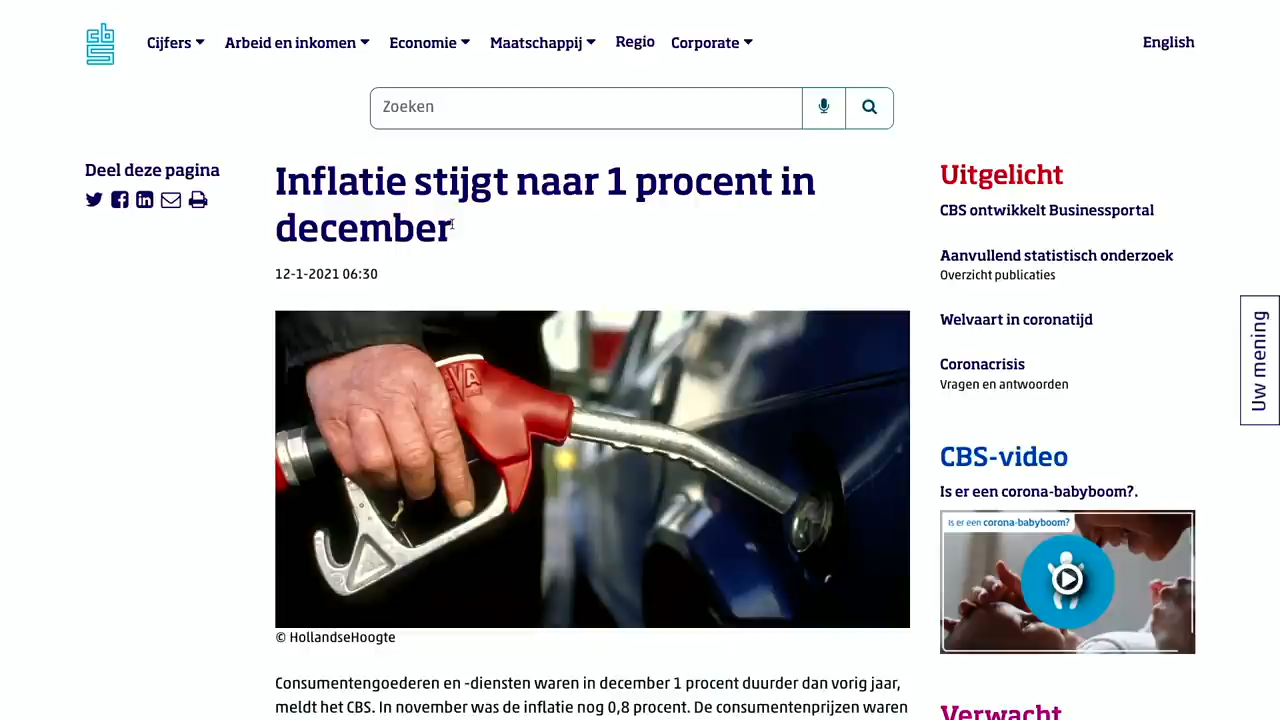 cbs
Cijfers Arbeid en inkomen Economie Maatschappij Regio Corporate English
Zoeken
Deel deze pagina
Inflatie stijgt naar 1 procent in
december
12-1-2021 06:30
© HollandseHoogte
Consumentengoederen en -diensten waren in december 1 procent duurder dan vorig jaar,
meldt het CBS. In november was de inflatie nog 0,8 procent. De consumentenprijzen waren
Uitgelicht
CBS ontwikkelt Businessportal
Aanvullend statistisch onderzoek
Overzicht publicaties
Welvaart in coronatijd
Coronacrisis
Vragen en antwoorden
CBS-video
Is er een corona-babyboom?.
Is er een corona-babyboom?
Verwacht
Uw mening